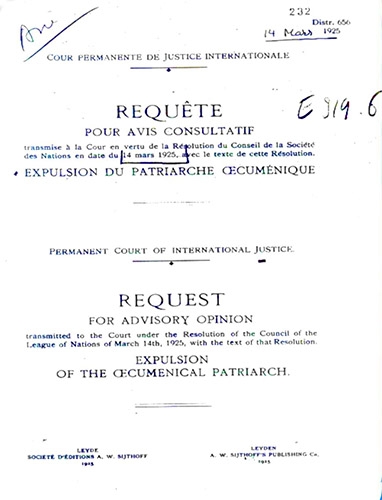 232
Distr. 656
14 Mars 1925
COUR PERMANENTE DE JUSTICE INTERNATIONALE
REQUÊTE
E 919.6
POUR AVIS CONSULTATIF
transmise à la Cour en vertu de la Résolution du Conseil de la Société
des Nations en date du 14 mars 1925, avec le texte de cette Résolution.
EXPULSION DU PATRIARCHE ŒCUMÉNIQUE
PERMANENT COURT OF INTERNATIONAL JUSTICE.
REQUEST
FOR ADVISORY OPINION
transmitted to the Court under the Resolution of the Council of the
League of Nations of March 14th, 1925, with the text of that Resolution.
EXPULSION
OF THE ŒCUMENICAL PATRIARCH.
LEYDE
SOCIÉTÉ D'ÉDITIONS A. W. SIJTHOFF
1925
LEYDEN
A. W. SIJTHOFF'S PUBLISHING Co.
1925